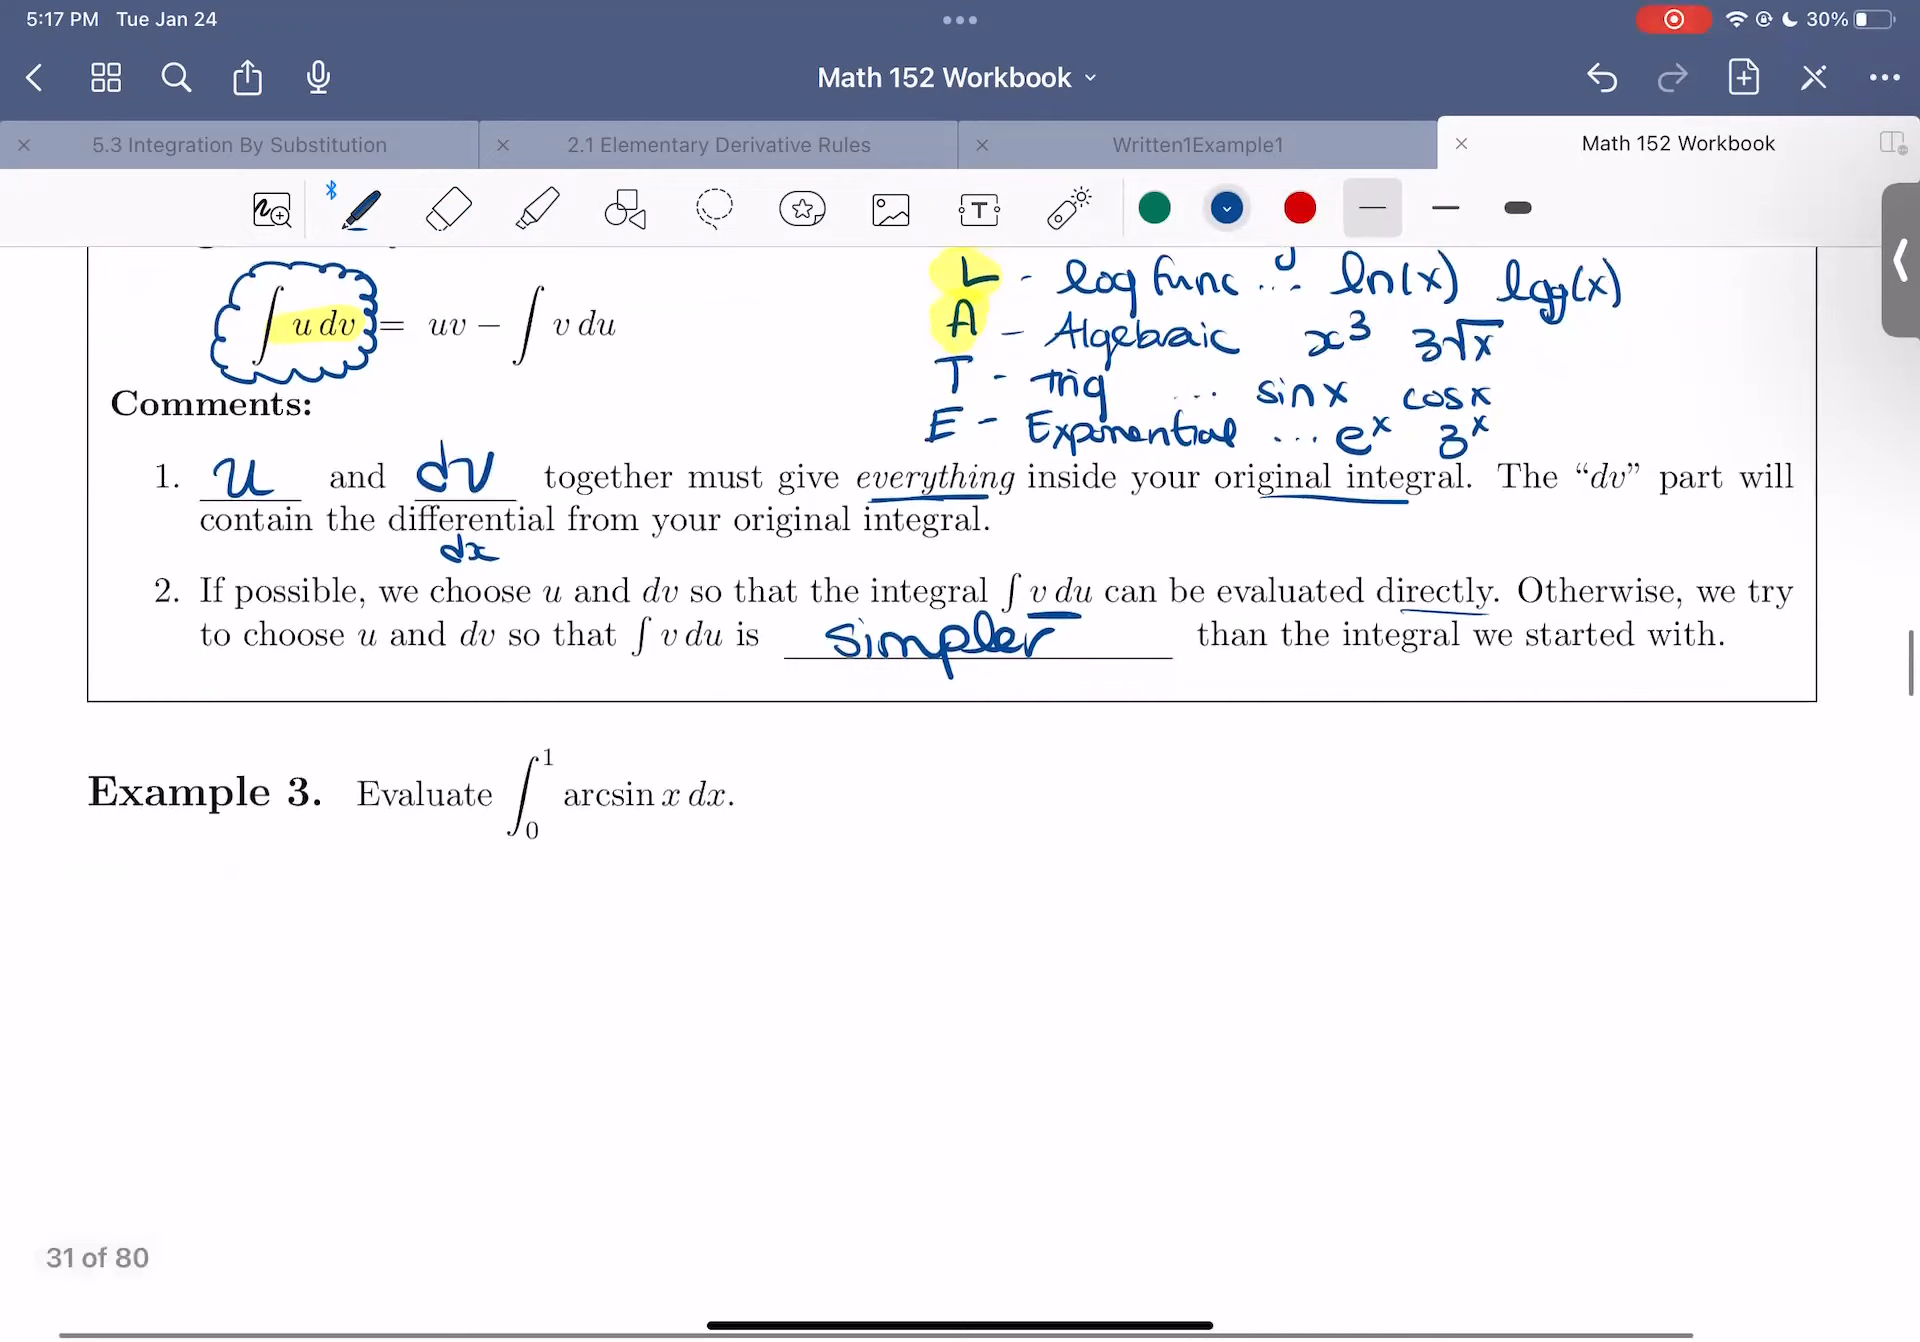 5:17 PM Tue Jan 24
30%
Math 152 Workbook
5.3 Integration By Substitution
2.1 Elementary Derivative Rules
Written1Example1
Math 152 Workbook
L - log func ... ln(x)
∫ u dv = uv − ∫ v du
A - Algebraic x³ 3√x
T - Trig ... sinx cosx
Comments:
E - Exponential ... eˣ 3ˣ
1. u and dv together must give everything inside your original integral. The “dv” part will
contain the differential from your original integral.
dx
2. If possible, we choose u and dv so that the integral ∫ v du can be evaluated directly. Otherwise, we try
to choose u and dv so that ∫ v du is simpler than the integral we started with.
Example 3. Evaluate ∫₀¹ arcsin x dx.
31 of 80